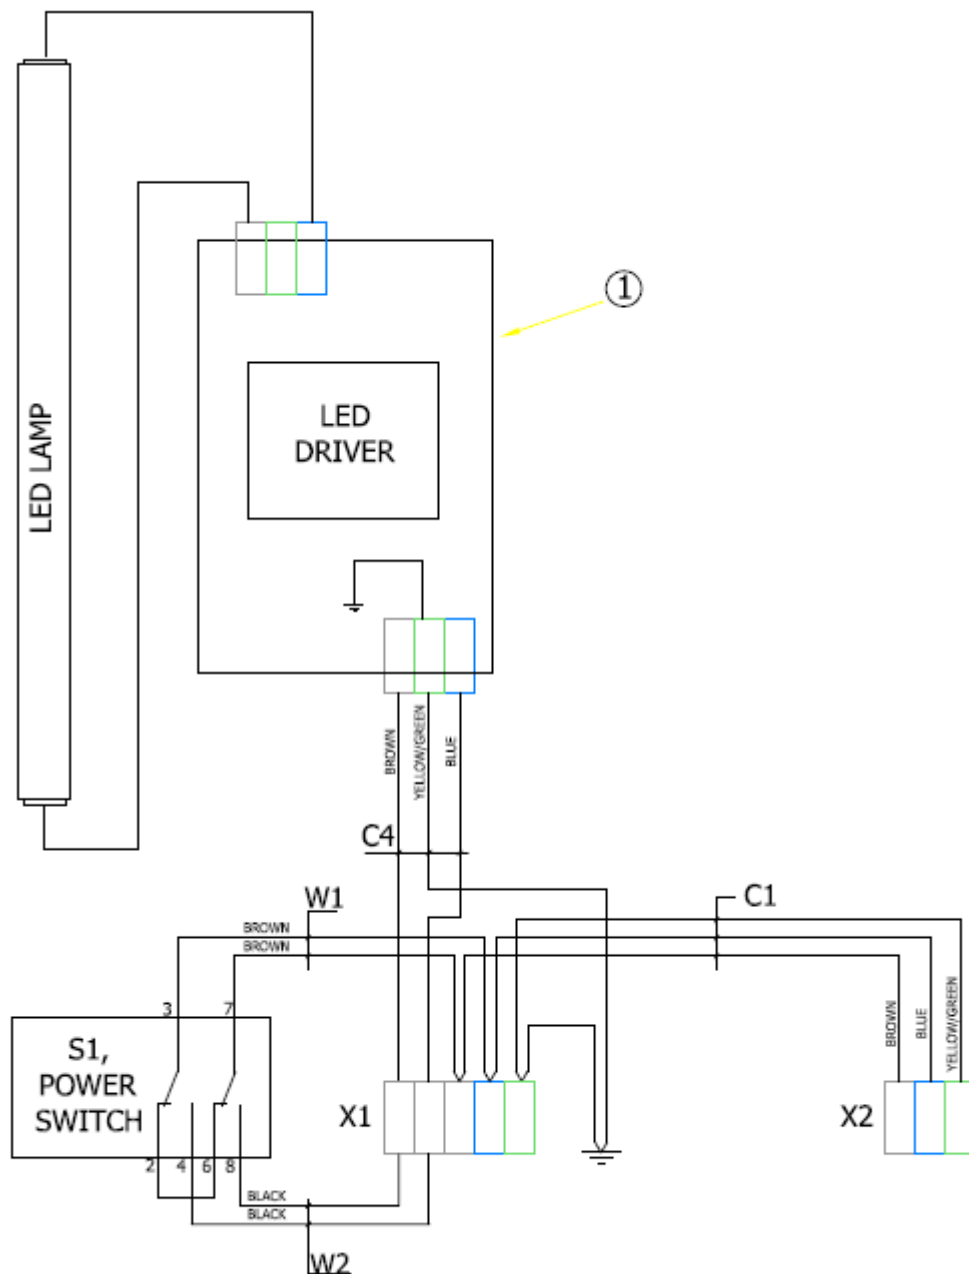 1
LED
DRIVER
LED LAMP
BROWN
YELLOW/GREEN
BLUE
C4
W1
C1
BROWN
BROWN
3
7
S1,
POWER
SWITCH
2
4
6
8
X1
X2
BROWN
BLUE
YELLOW/GREEN
BLACK
BLACK
W2